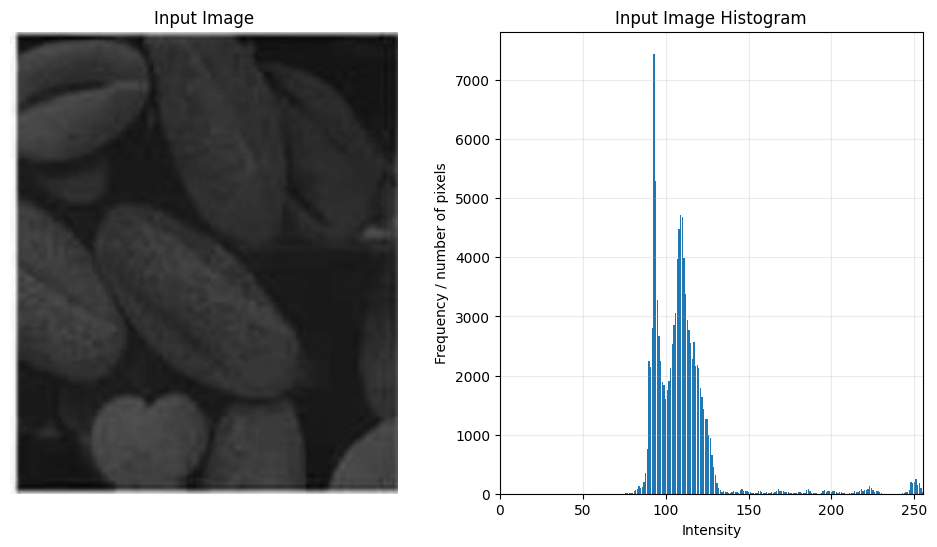 Input Image
Input Image Histogram
Frequency / number of pixels
7000
6000
5000
4000
3000
2000
1000
0
0 50 100 150 200 250
Intensity